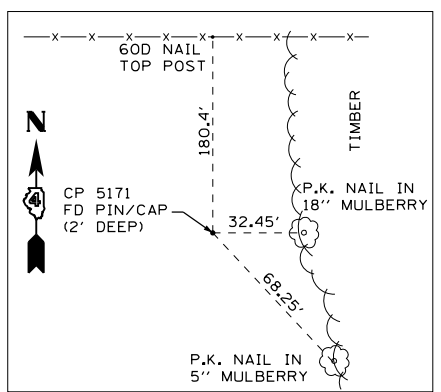 X X X X X X X X
60D NAIL
TOP POST
TIMBER
180.4'
N
4
CP 5171
FD PIN/CAP
(2' DEEP)
P.K. NAIL IN
18'' MULBERRY
32.45'
68.25'
P.K. NAIL IN
5'' MULBERRY